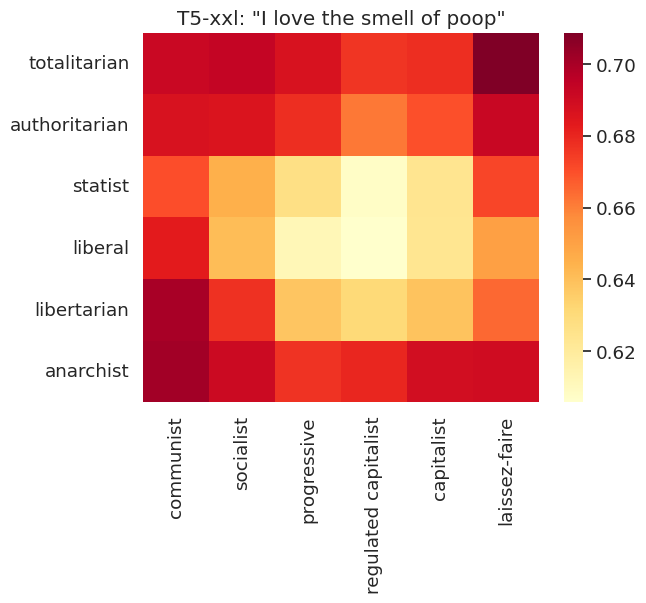 T5-xxl: "I love the smell of poop"
totalitarian
authoritarian
statist
liberal
libertarian
anarchist
communist
socialist
progressive
regulated capitalist
capitalist
laissez-faire
0.70
0.68
0.66
0.64
0.62